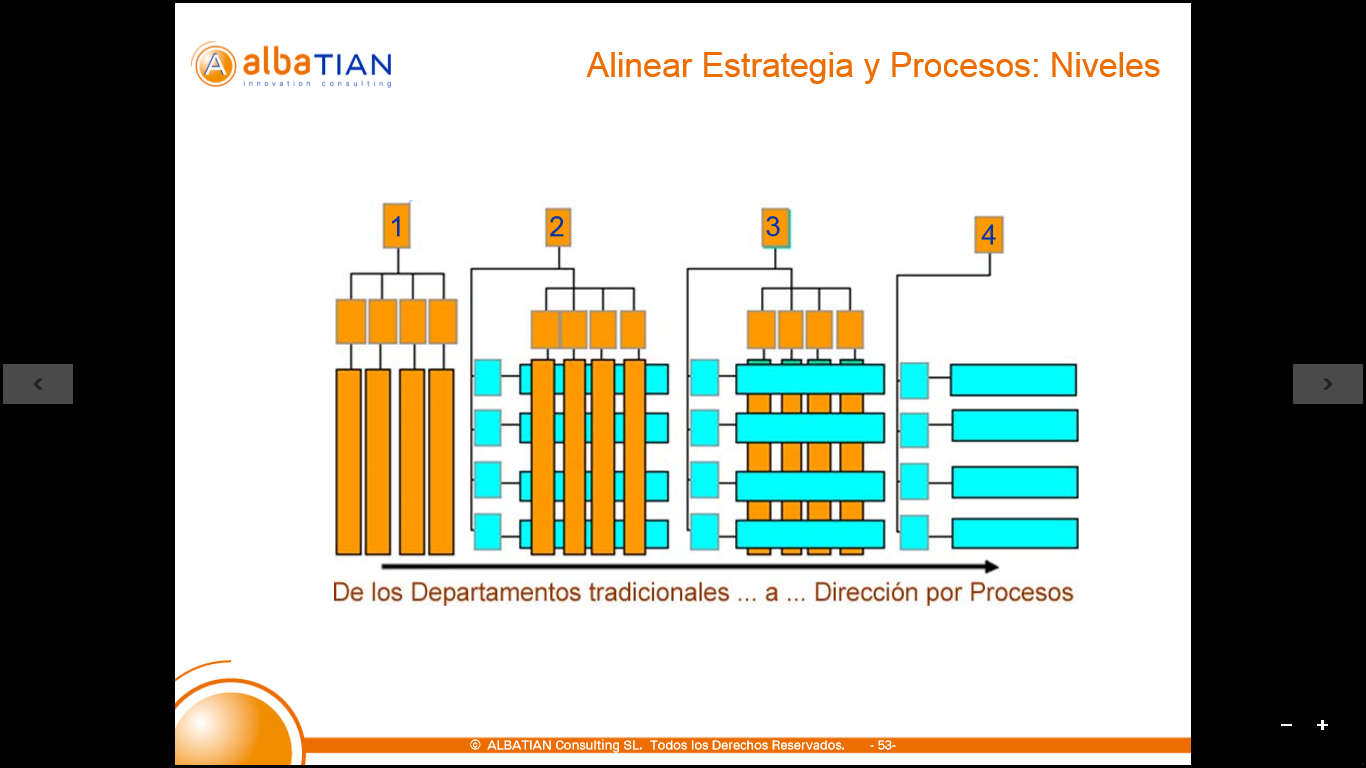 albaTIAN
innovation consulting
Alinear Estrategia y Procesos: Niveles
1
2
3
4
De los Departamentos tradicionales ... a ... Dirección por Procesos
© ALBATIAN Consulting SL. Todos los Derechos Reservados. - 53-